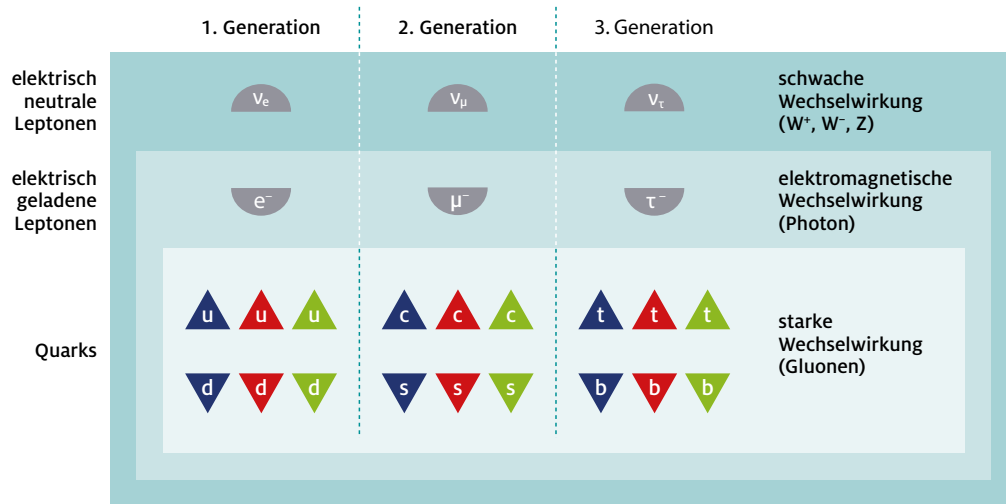 1. Generation 2. Generation 3. Generation
elektrisch
neutrale
Leptonen
νe νμ ντ
schwache
Wechselwirkung
(W⁺, W⁻, Z)
elektrisch
geladene
Leptonen
e⁻ μ⁻ τ⁻
elektromagnetische
Wechselwirkung
(Photon)
Quarks
u u u c c c t t t
d d d s s s b b b
starke
Wechselwirkung
(Gluonen)